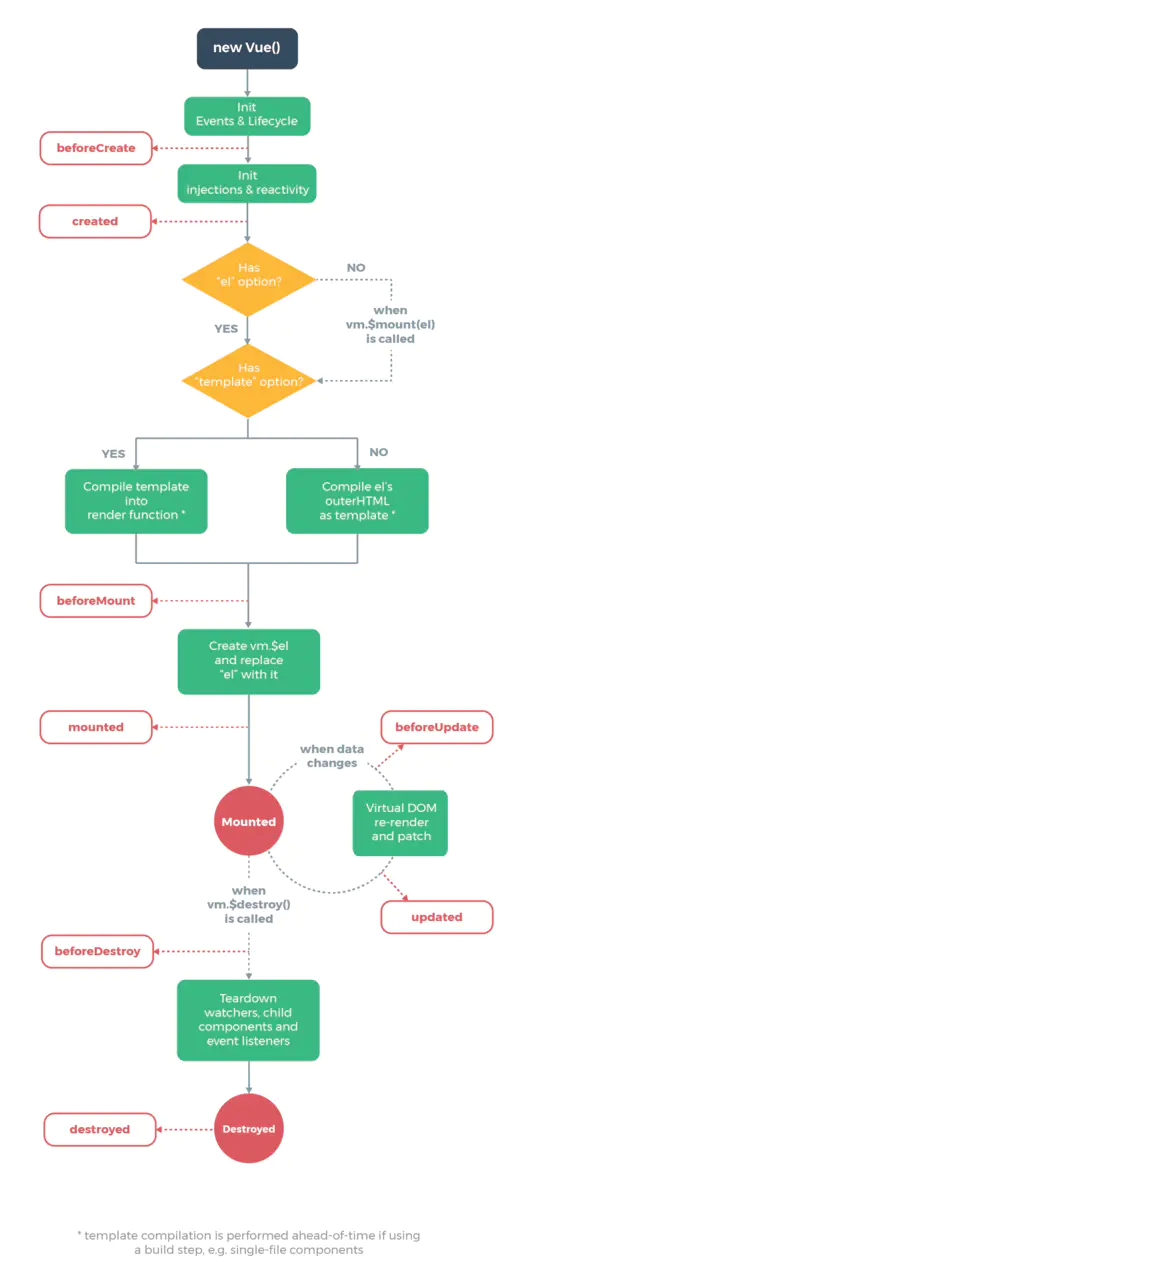 new Vue()
Init
Events & Lifecycle
beforeCreate
Init
injections & reactivity
created
Has
"el" option?
NO
when
vm.$mount(el)
is called
YES
Has
"template" option?
YES
NO
Compile template
into
render function *
Compile el's
outerHTML
as template *
beforeMount
Create vm.$el
and replace
"el" with it
mounted
beforeUpdate
when data
changes
Mounted
Virtual DOM
re-render
and patch
when
vm.$destroy()
is called
updated
beforeDestroy
Teardown
watchers, child
components and
event listeners
destroyed
Destroyed
* template compilation is performed ahead-of-time if using
a build step, e.g. single-file components